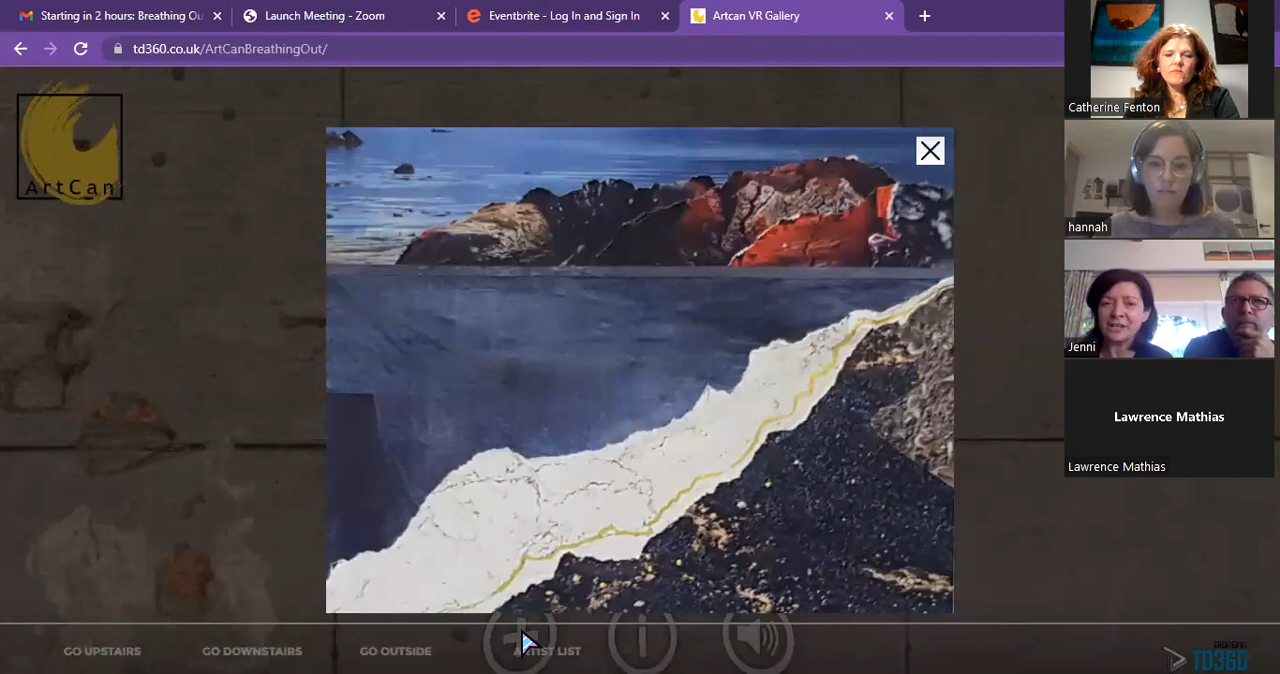 Starting in 2 hours: Breathing Ou
Launch Meeting - Zoom
Eventbrite - Log In and Sign In
Artcan VR Gallery
td360.co.uk/ArtCanBreathingOut/
ArtCan
Catherine Fenton
hannah
Jenni
Lawrence Mathias
Lawrence Mathias
GO UPSTAIRS
GO DOWNSTAIRS
GO OUTSIDE
ARTIST LIST
CREATED BY
TD360